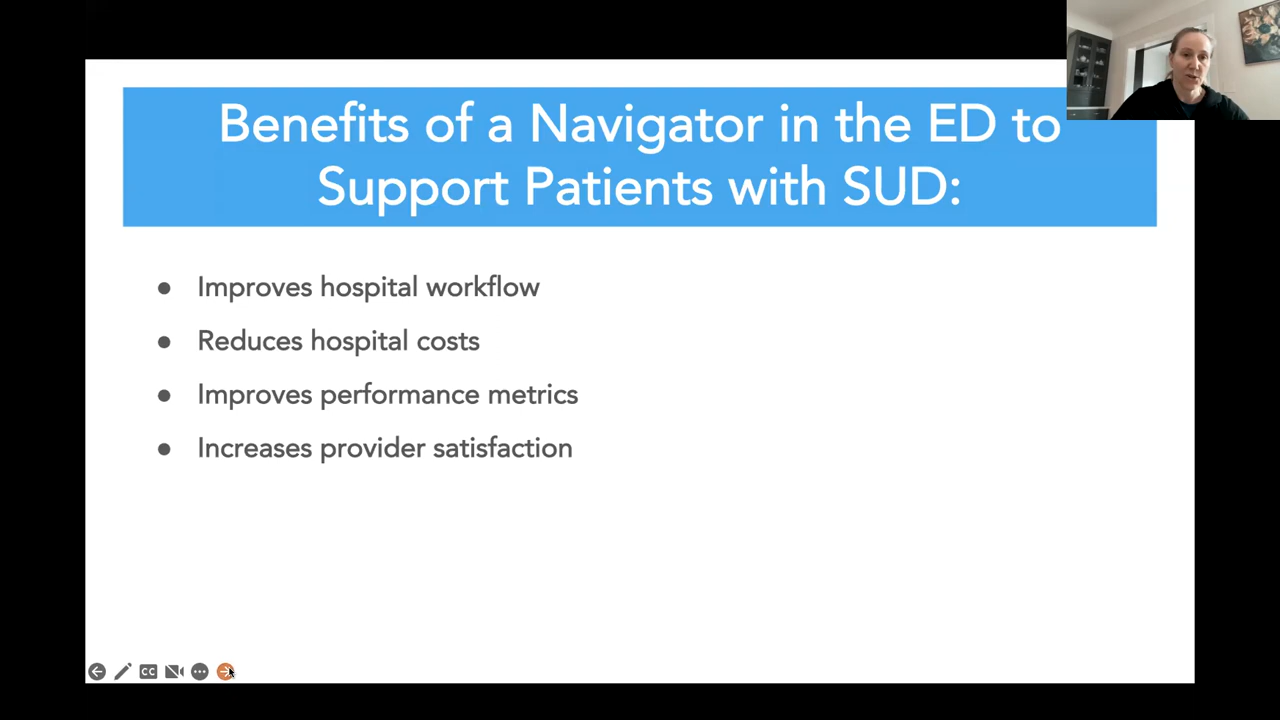 Benefits of a Navigator in the ED to
Support Patients with SUD:
● Improves hospital workflow
● Reduces hospital costs
● Improves performance metrics
● Increases provider satisfaction
CC